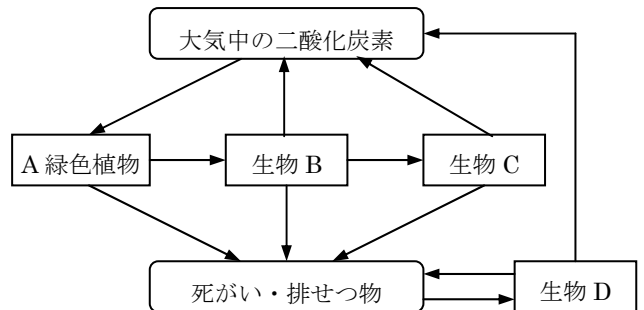 大気中の二酸化炭素
A 緑色植物
生物 B
生物 C
死がい・排せつ物
生物 D